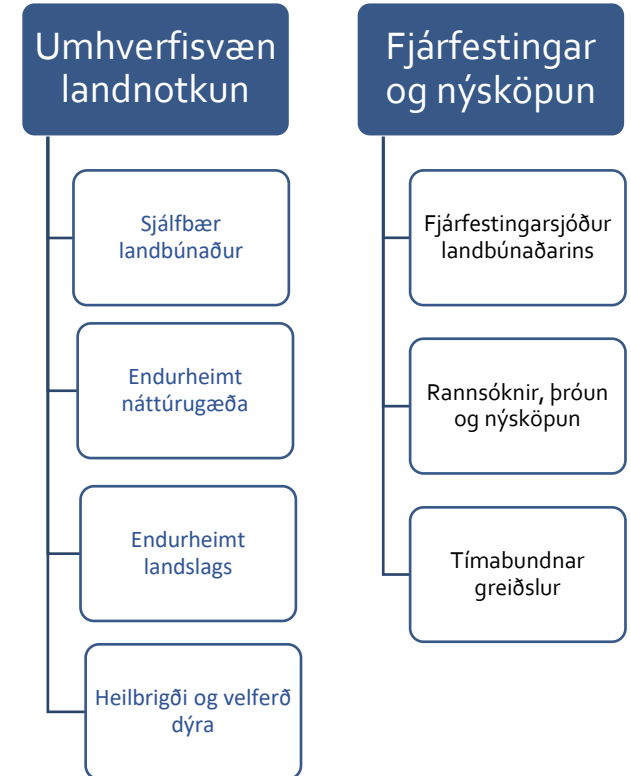 Umhverfisvæn
landnotkun
Sjálfbær
landbúnaður
Endurheimt
náttúrugæða
Endurheimt
landslags
Heilbrigði og velferð
dýra
Fjárfestingar
og nýsköpun
Fjárfestingarsjóður
landbúnaðarins
Rannsóknir, þróun
og nýsköpun
Tímabundnar
greiðslur